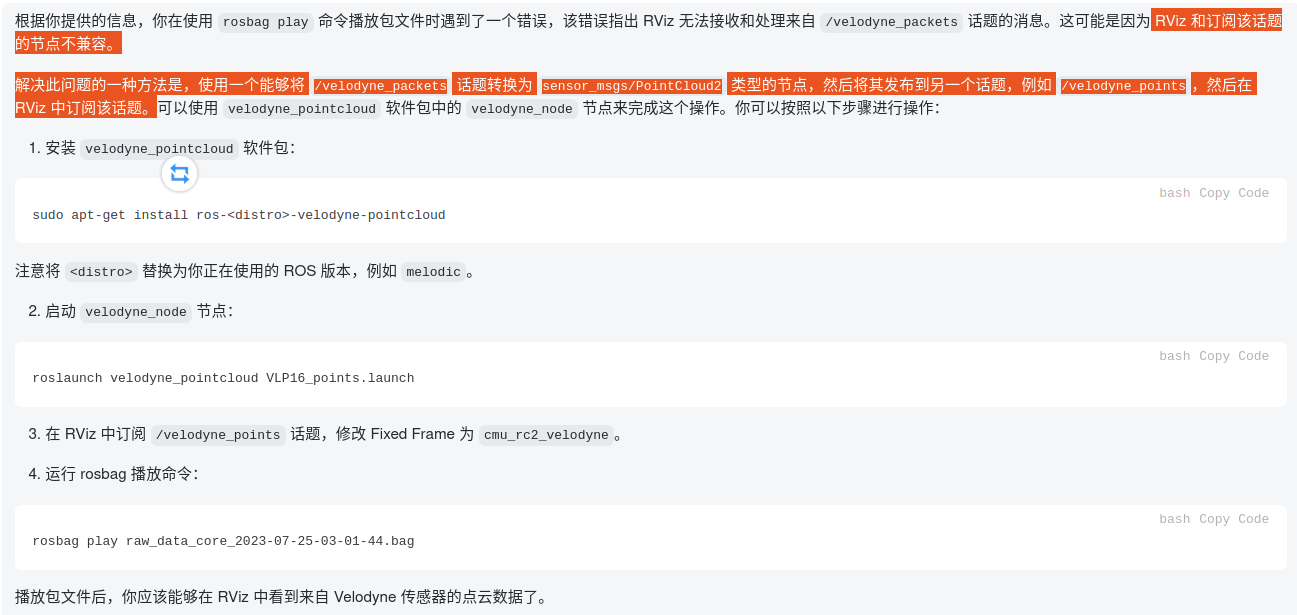 根据你提供的信息，你在使用 rosbag play 命令播放包文件时遇到了一个错误，该错误指出 RViz 无法接收和处理来自 /velodyne_packets 话题的消息。这可能是因为 RViz 和订阅该话题
的节点不兼容。
解决此问题的一种方法是，使用一个能够将 /velodyne_packets 话题转换为 sensor_msgs/PointCloud2 类型的节点，然后将其发布到另一个话题，例如 /velodyne_points ，然后在
RViz 中订阅该话题。可以使用 velodyne_pointcloud 软件包中的 velodyne_node 节点来完成这个操作。你可以按照以下步骤进行操作：
1. 安装 velodyne_pointcloud 软件包：
bash Copy Code
sudo apt-get install ros-<distro>-velodyne-pointcloud
注意将 <distro> 替换为你正在使用的 ROS 版本，例如 melodic 。
2. 启动 velodyne_node 节点：
bash Copy Code
roslaunch velodyne_pointcloud VLP16_points.launch
3. 在 RViz 中订阅 /velodyne_points 话题，修改 Fixed Frame 为 cmu_rc2_velodyne 。
4. 运行 rosbag 播放命令：
bash Copy Code
rosbag play raw_data_core_2023-07-25-03-01-44.bag
播放包文件后，你应该能够在 RViz 中看到来自 Velodyne 传感器的点云数据了。